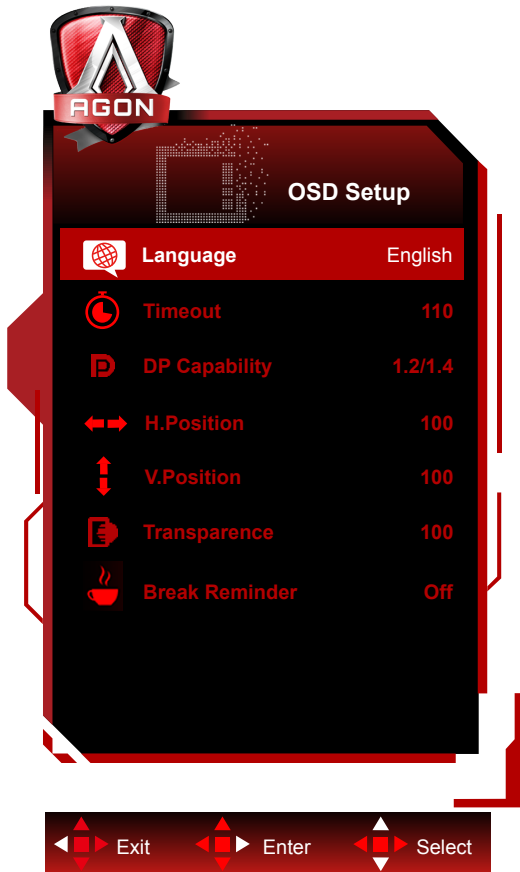 AGON
OSD Setup
Language English
Timeout 110
DP Capability 1.2/1.4
H.Position 100
V.Position 100
Transparence 100
Break Reminder Off
Exit Enter Select